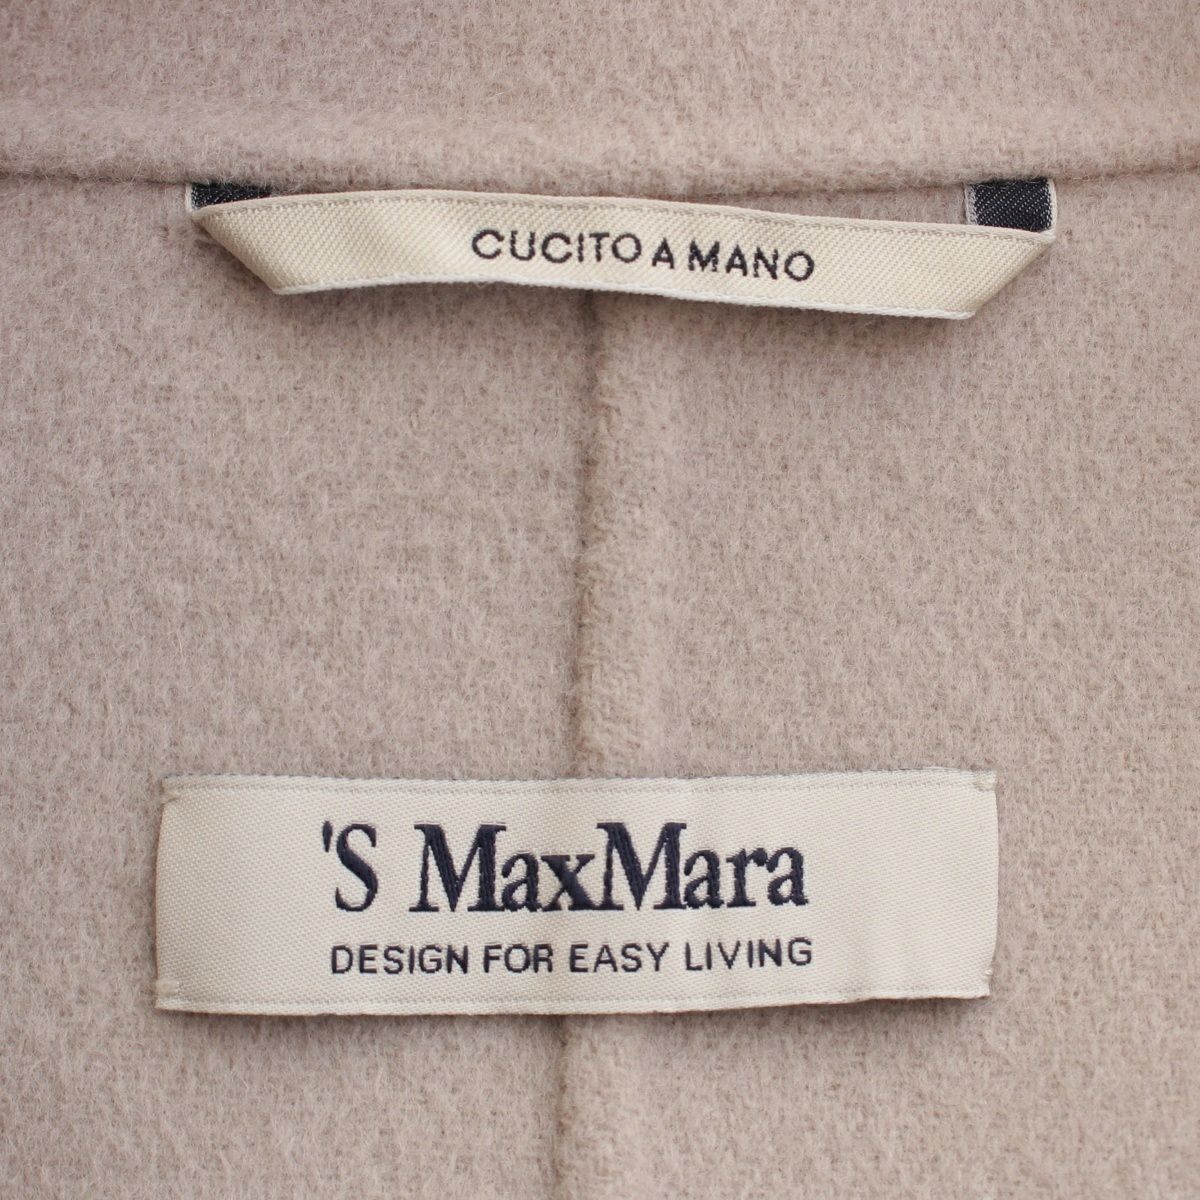 CUCITO A MANO
'S MaxMara
DESIGN FOR EASY LIVING